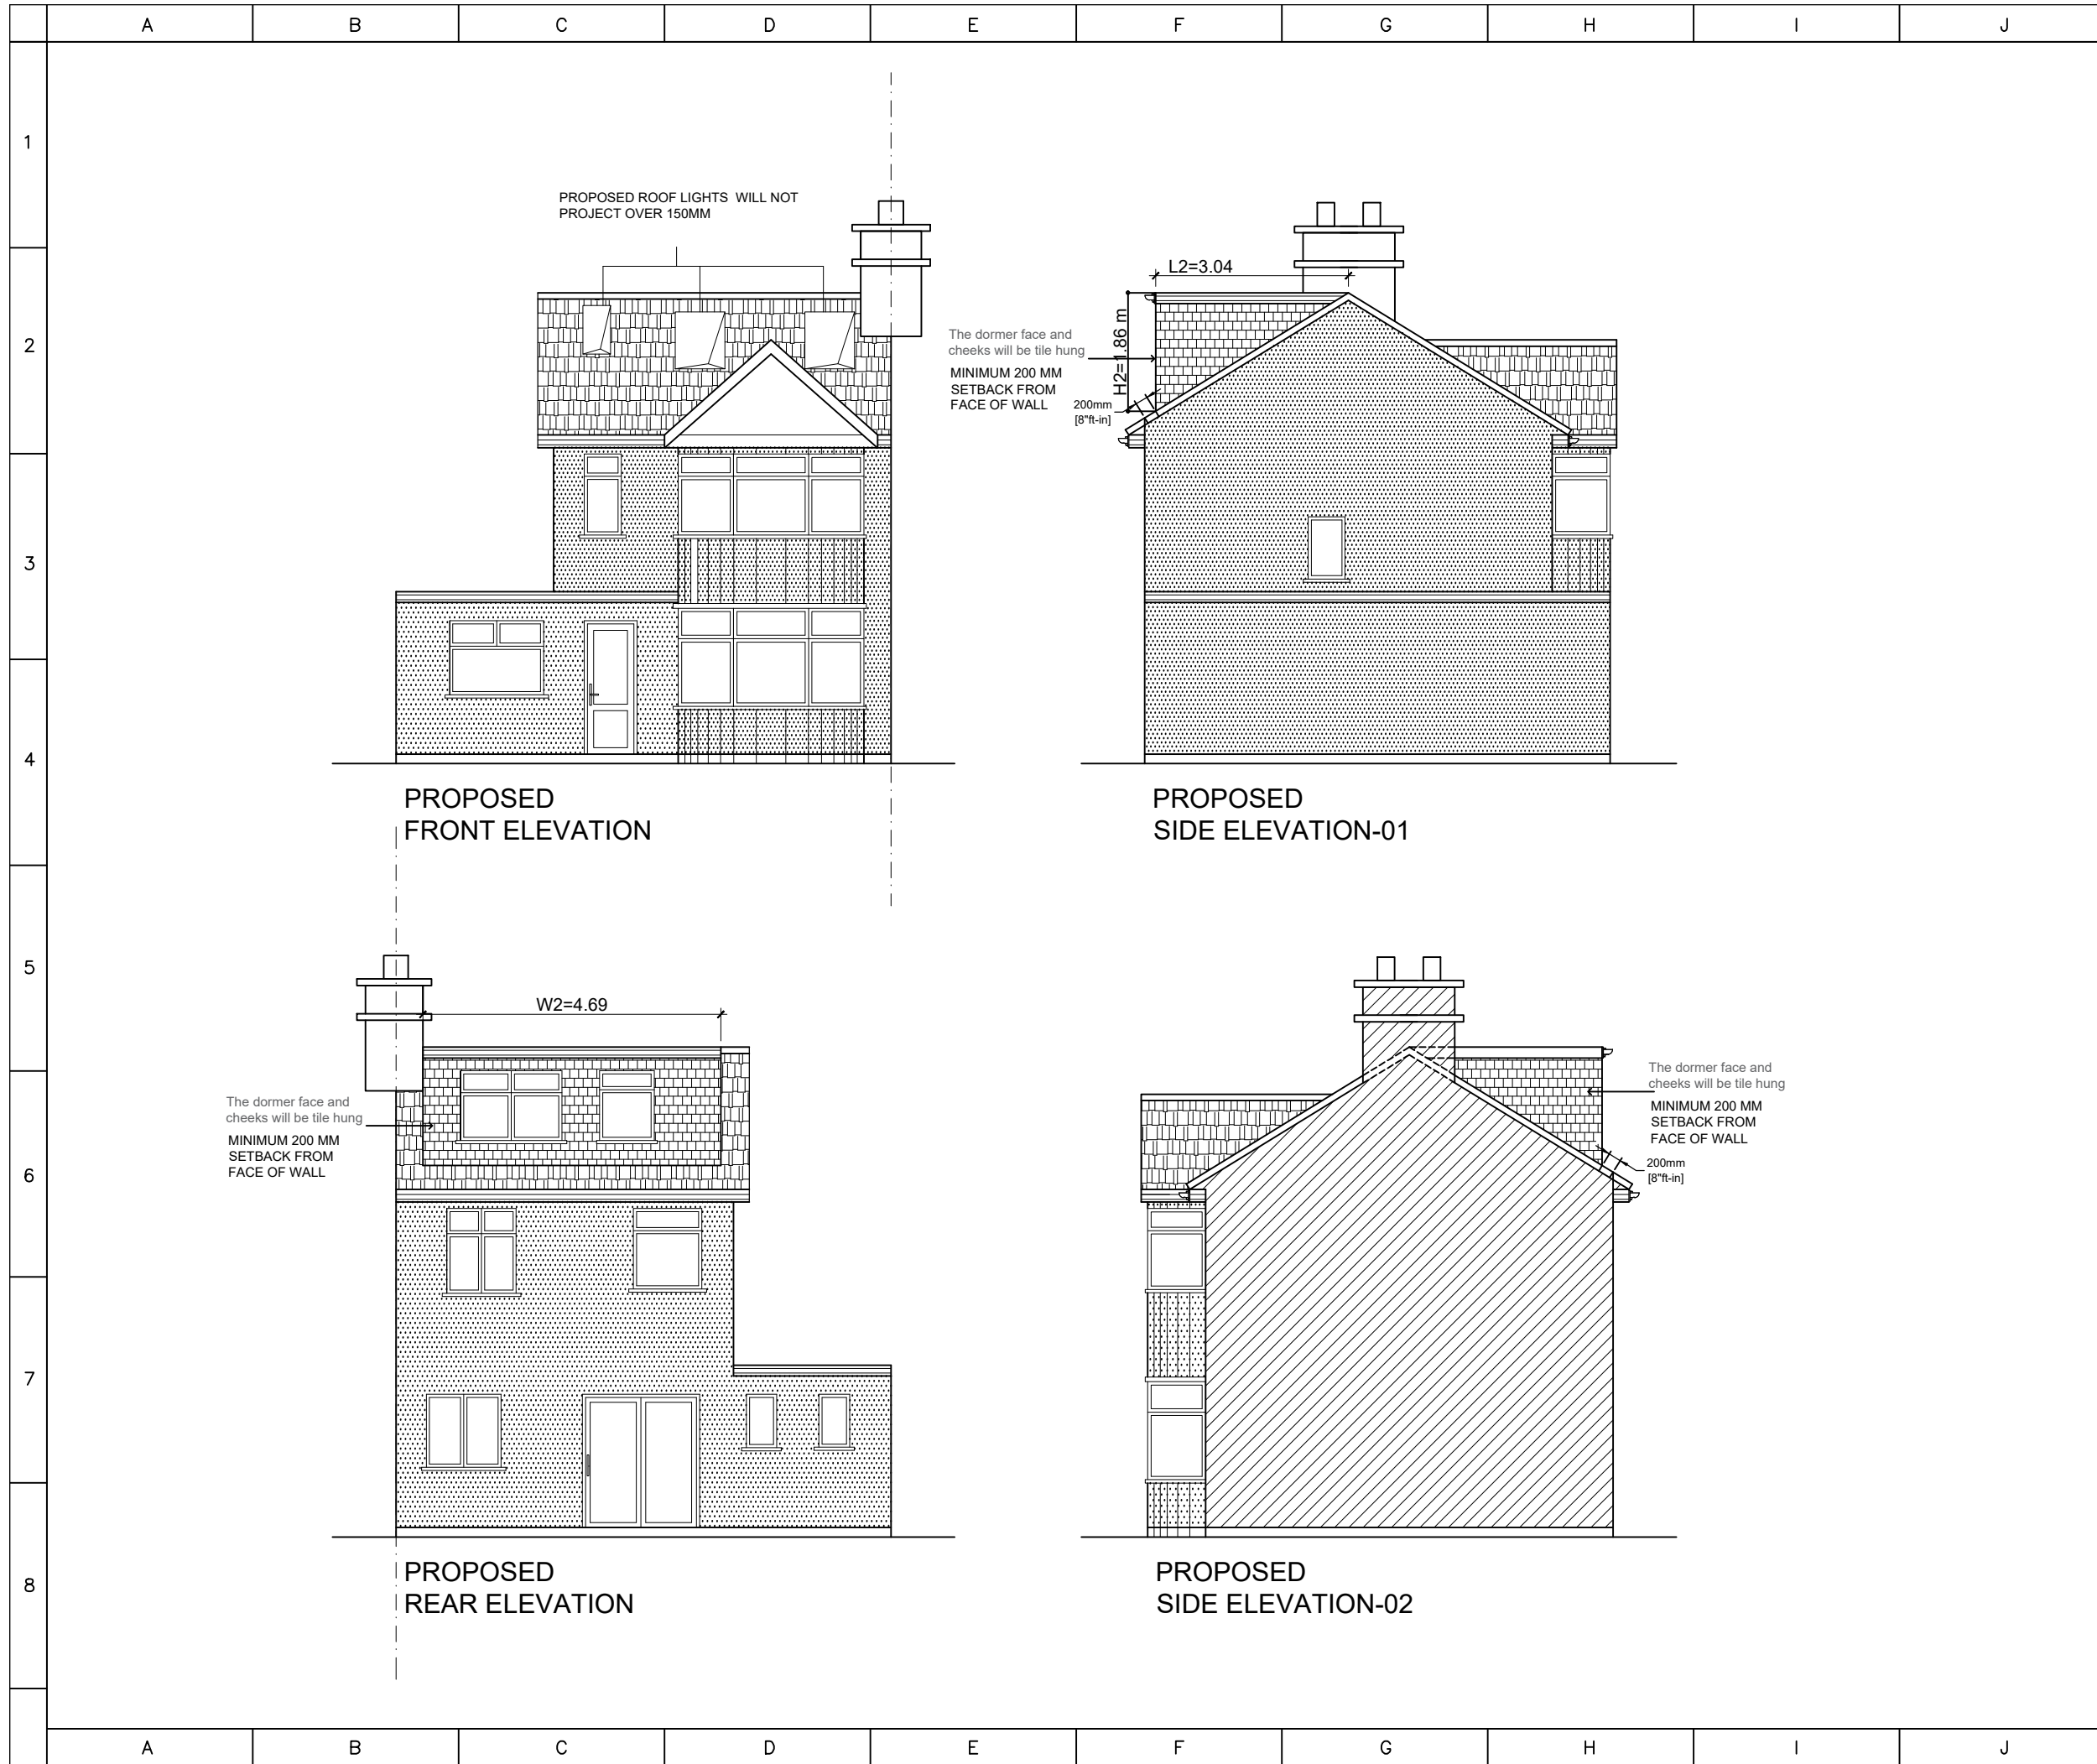 A B C D E F G H I J
1
PROPOSED ROOF LIGHTS WILL NOT
PROJECT OVER 150MM
L2=3.04
H2=1.86 m
2
The dormer face and
cheeks will be tile hung
MINIMUM 200 MM
SETBACK FROM
FACE OF WALL
200mm
[8"ft-in]
3
4
PROPOSED
FRONT ELEVATION
PROPOSED
SIDE ELEVATION-01
5
W2=4.69
The dormer face and
cheeks will be tile hung
MINIMUM 200 MM
SETBACK FROM
FACE OF WALL
The dormer face and
cheeks will be tile hung
MINIMUM 200 MM
SETBACK FROM
FACE OF WALL
200mm
[8"ft-in]
6
7
PROPOSED
REAR ELEVATION
PROPOSED
SIDE ELEVATION-02
8
A B C D E F G H I J